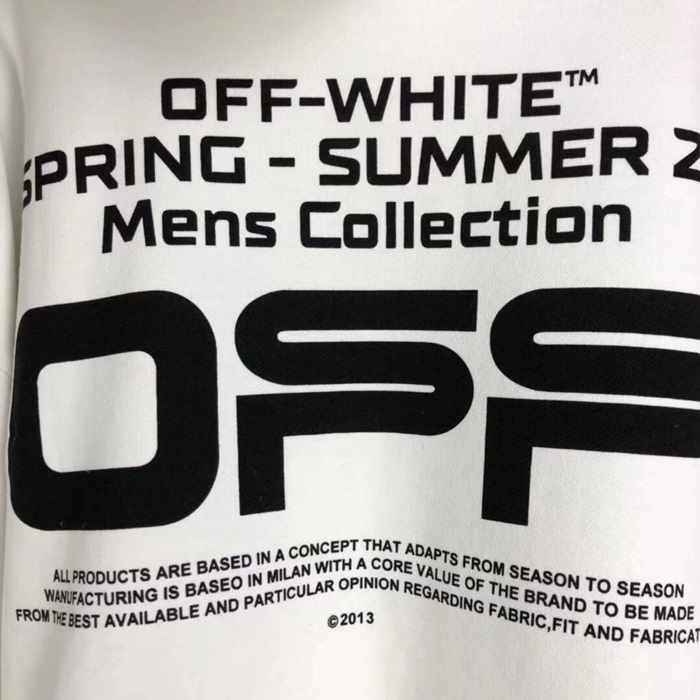 OFF-WHITE™
SPRING - SUMMER 2
Mens Collection
OFF
ALL PRODUCTS ARE BASED IN A CONCEPT THAT ADAPTS FROM SEASON TO SEASON
WANUFACTURING IS BASEO IN MILAN WITH A CORE VALUE OF THE BRAND TO BE MADE
FROM THE BEST AVAILABLE AND PARTICULAR OPINION REGARDING FABRIC,FIT AND FABRICAT
©2013